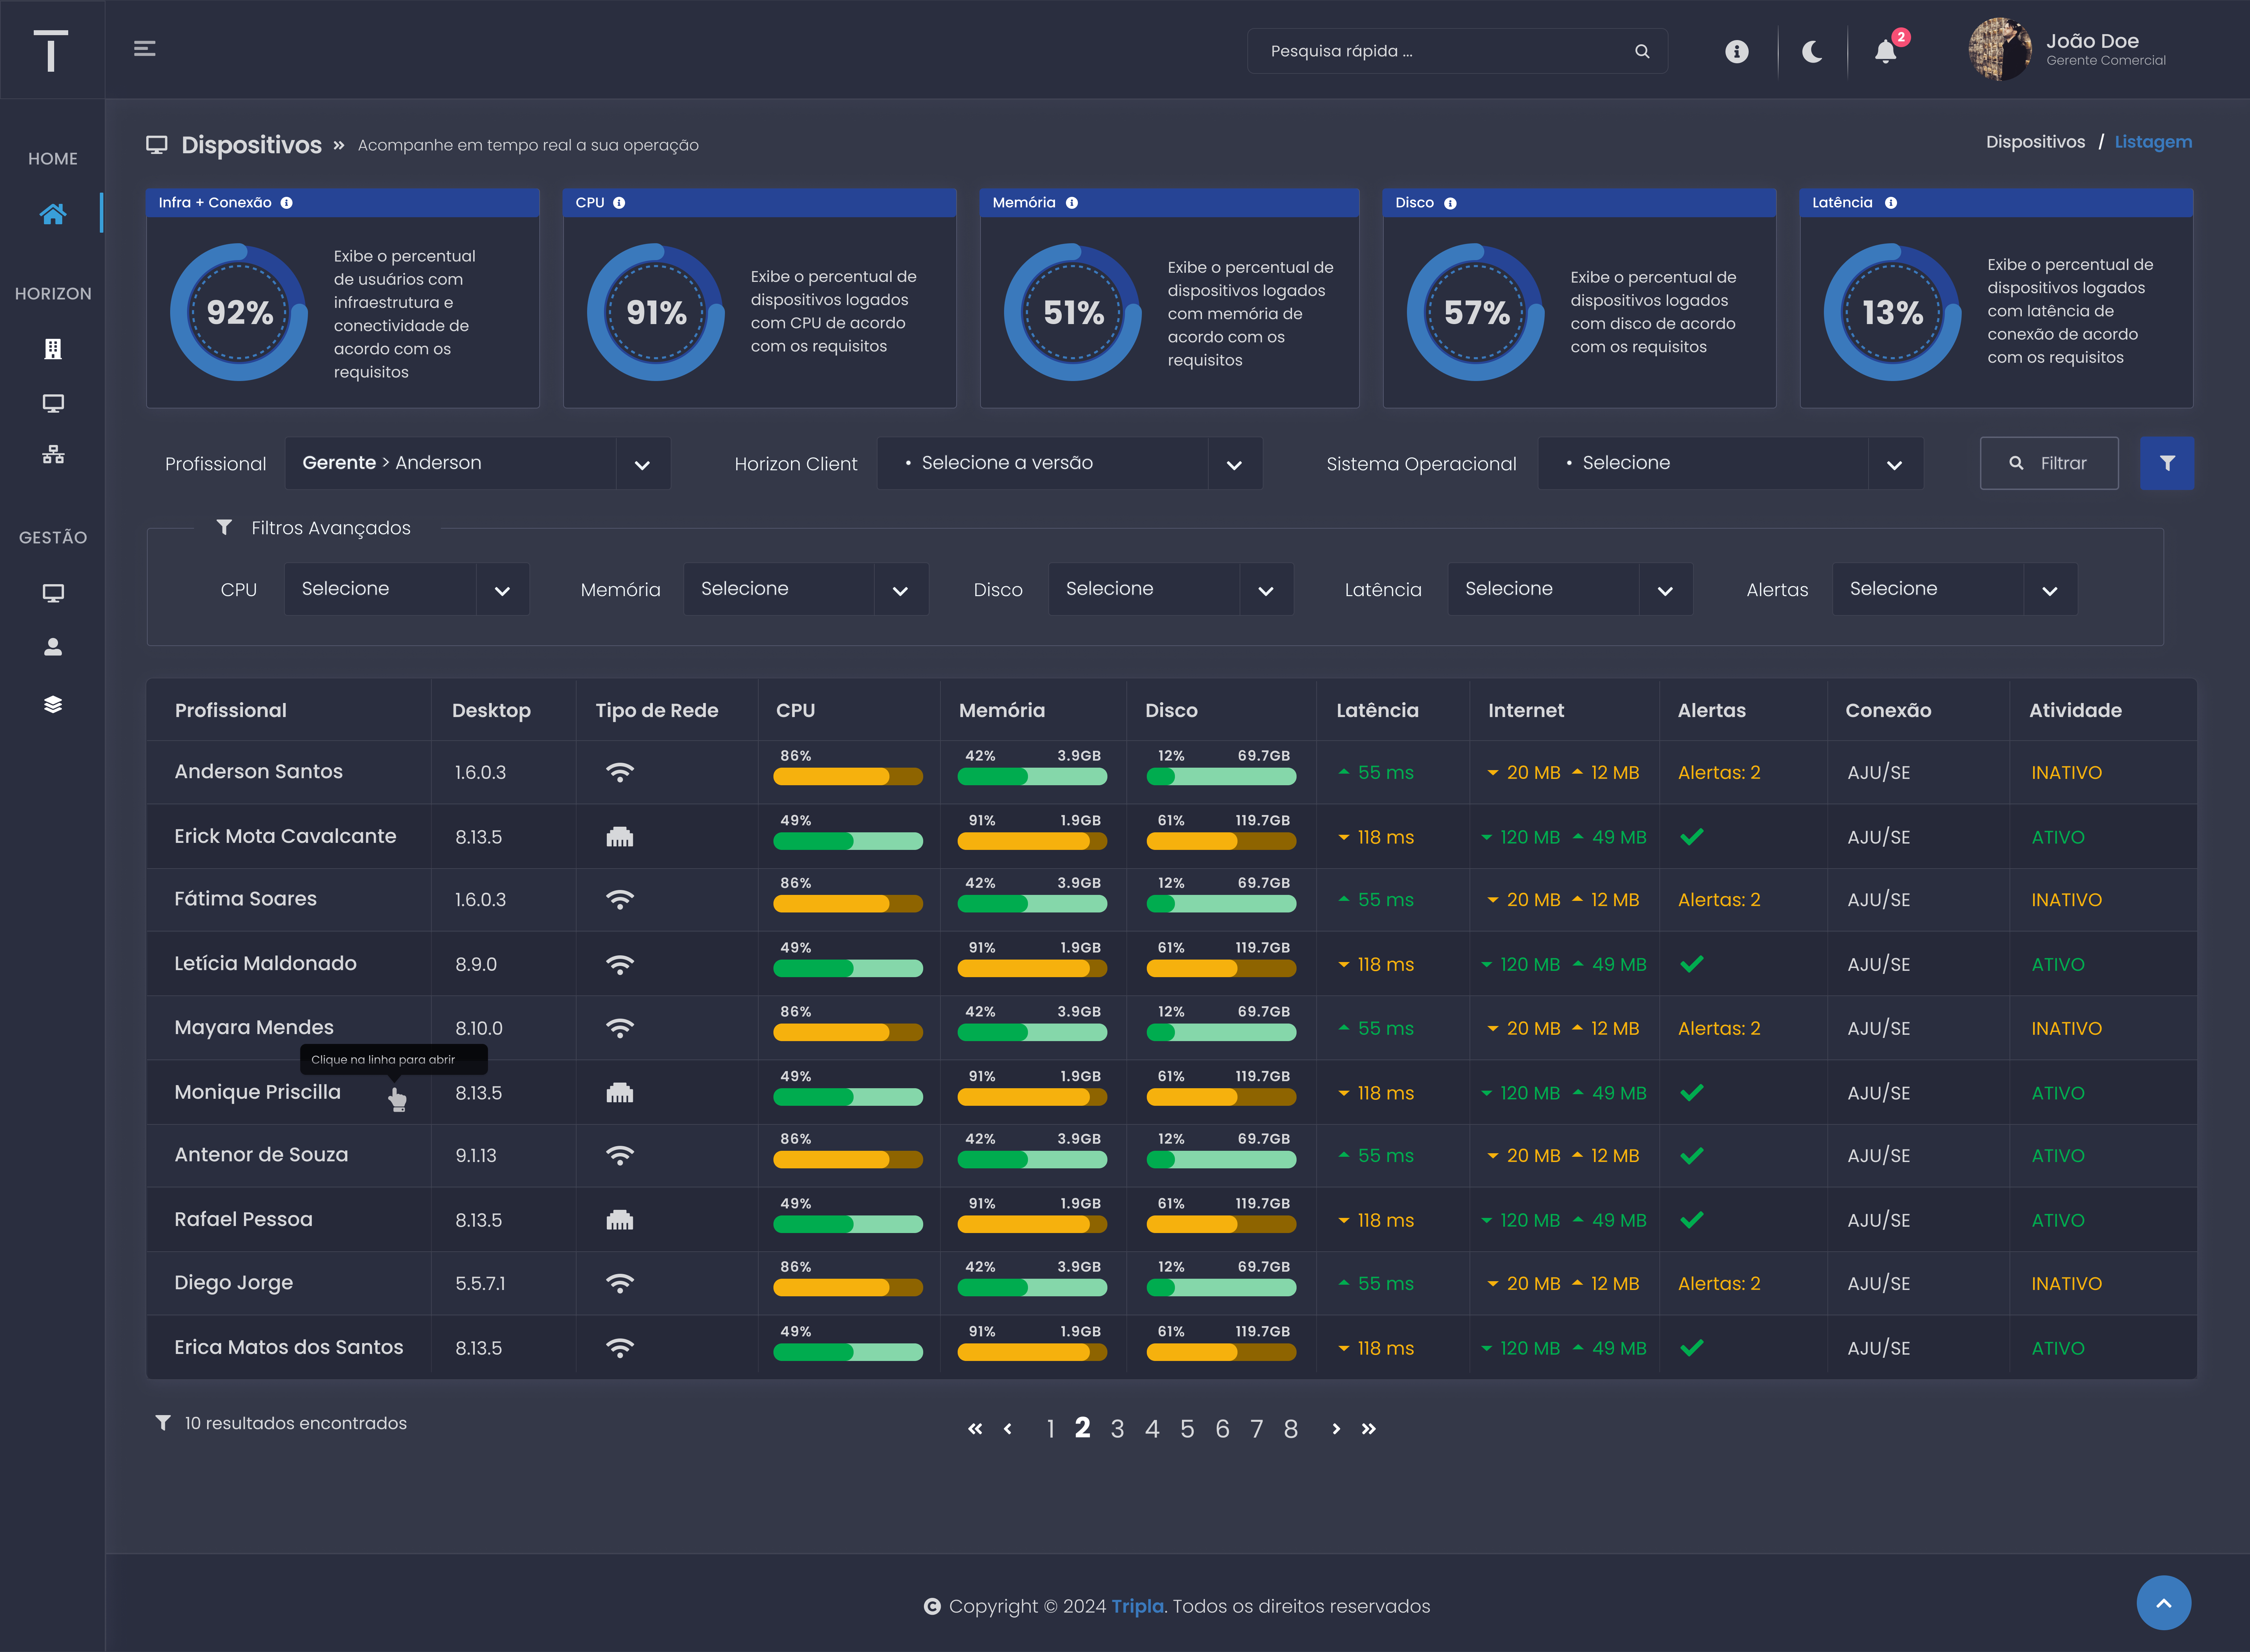 T
Pesquisa rápida ...
2
João Doe
Gerente Comercial
HOME
HORIZON
GESTÃO
Dispositivos » Acompanhe em tempo real a sua operação
Dispositivos / Listagem
Infra + Conexão
92%
Exibe o percentual
de usuários com
infraestrutura e
conectividade de
acordo com os
requisitos
CPU
91%
Exibe o percentual de
dispositivos logados
com CPU de acordo
com os requisitos
Memória
51%
Exibe o percentual de
dispositivos logados
com memória de
acordo com os
requisitos
Disco
57%
Exibe o percentual de
dispositivos logados
com disco de acordo
com os requisitos
Latência
13%
Exibe o percentual de
dispositivos logados
com latência de
conexão de acordo
com os requisitos
Profissional Gerente > Anderson Horizon Client • Selecione a versão Sistema Operacional • Selecione Filtrar
Filtros Avançados
CPU Selecione Memória Selecione Disco Selecione Latência Selecione Alertas Selecione
Profissional Desktop Tipo de Rede CPU Memória Disco Latência Internet Alertas Conexão Atividade
Anderson Santos 1.6.0.3 86% 42% 3.9GB 12% 69.7GB 55 ms 20 MB 12 MB Alertas: 2 AJU/SE INATIVO
Erick Mota Cavalcante 8.13.5 49% 91% 1.9GB 61% 119.7GB 118 ms 120 MB 49 MB AJU/SE ATIVO
Fátima Soares 1.6.0.3 86% 42% 3.9GB 12% 69.7GB 55 ms 20 MB 12 MB Alertas: 2 AJU/SE INATIVO
Letícia Maldonado 8.9.0 49% 91% 1.9GB 61% 119.7GB 118 ms 120 MB 49 MB AJU/SE ATIVO
Mayara Mendes 8.10.0 86% 42% 3.9GB 12% 69.7GB 55 ms 20 MB 12 MB Alertas: 2 AJU/SE INATIVO
Clique na linha para abrir
Monique Priscilla 8.13.5 49% 91% 1.9GB 61% 119.7GB 118 ms 120 MB 49 MB AJU/SE ATIVO
Antenor de Souza 9.1.13 86% 42% 3.9GB 12% 69.7GB 55 ms 20 MB 12 MB AJU/SE ATIVO
Rafael Pessoa 8.13.5 49% 91% 1.9GB 61% 119.7GB 118 ms 120 MB 49 MB AJU/SE ATIVO
Diego Jorge 5.5.7.1 86% 42% 3.9GB 12% 69.7GB 55 ms 20 MB 12 MB Alertas: 2 AJU/SE INATIVO
Erica Matos dos Santos 8.13.5 49% 91% 1.9GB 61% 119.7GB 118 ms 120 MB 49 MB AJU/SE ATIVO
10 resultados encontrados
« ‹ 1 2 3 4 5 6 7 8 › »
Copyright © 2024 Tripla. Todos os direitos reservados